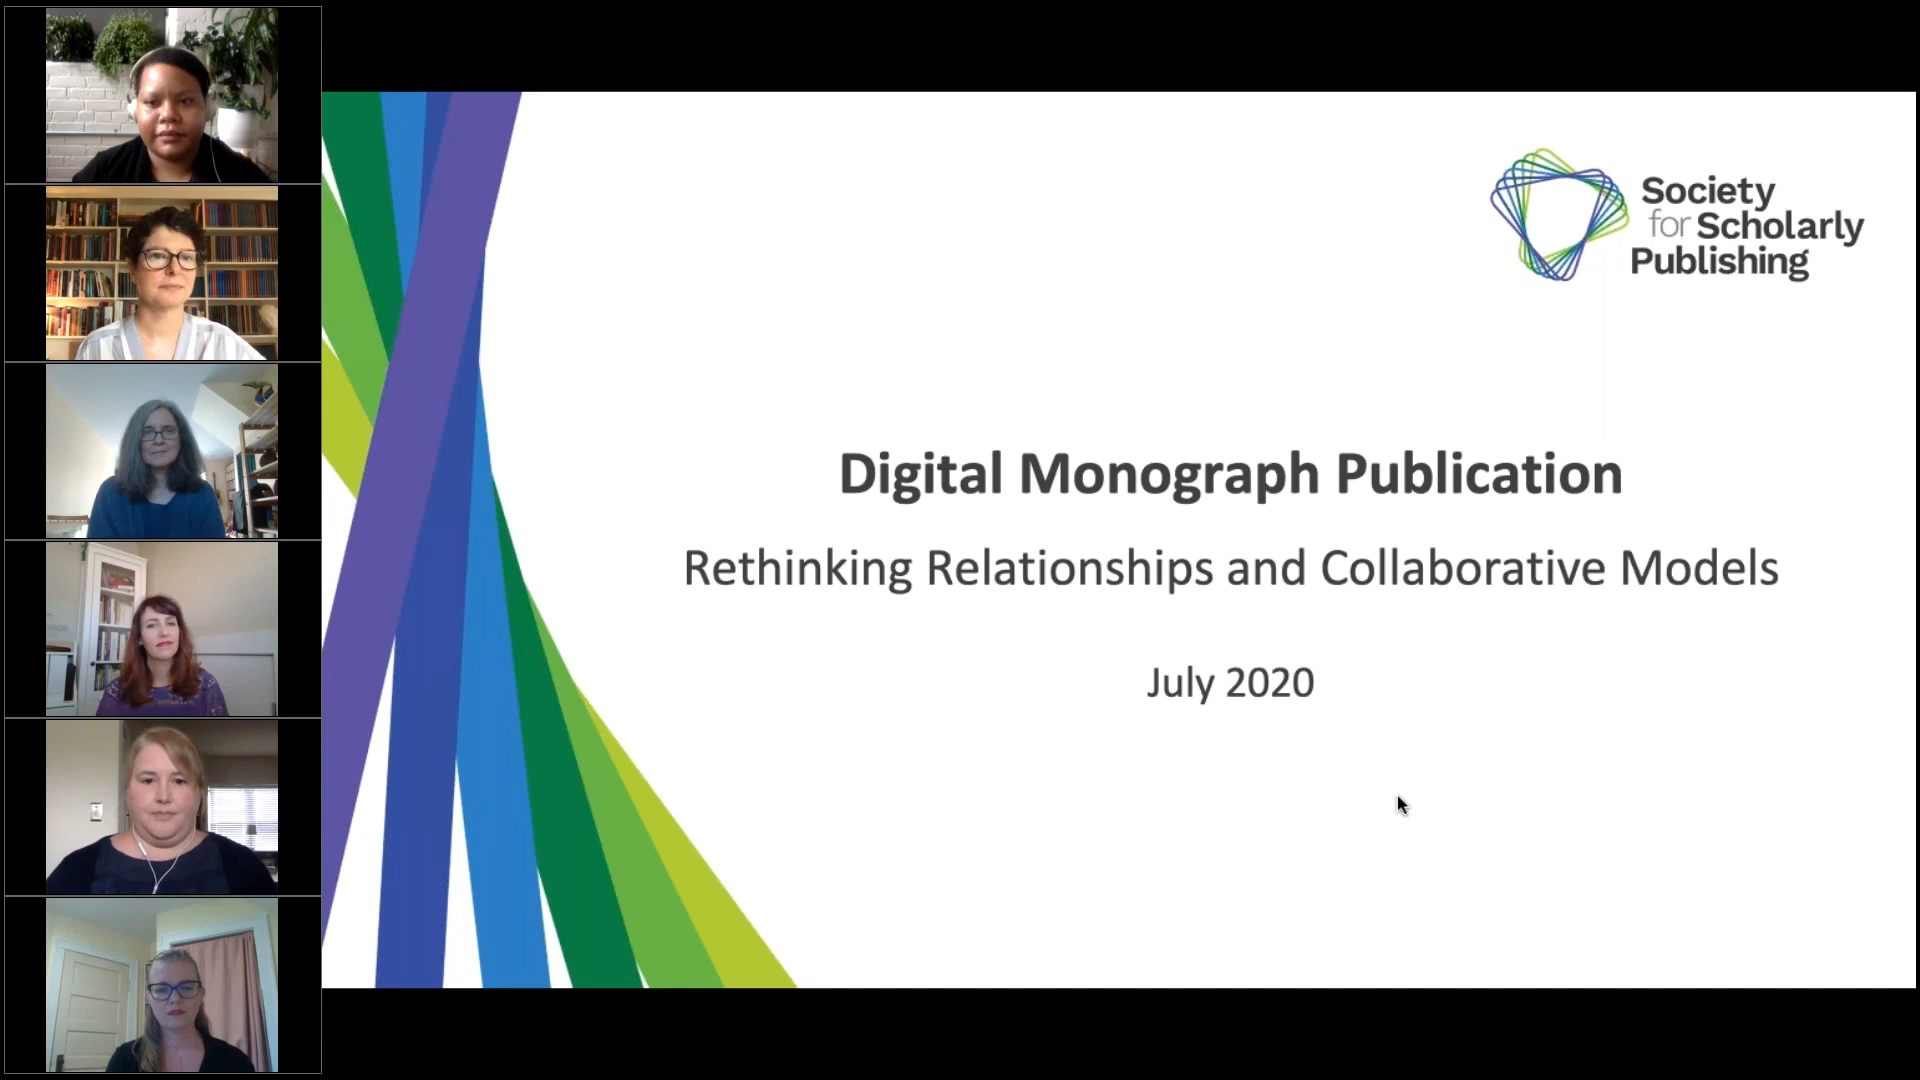 Society
for Scholarly
Publishing
Digital Monograph Publication
Rethinking Relationships and Collaborative Models
July 2020